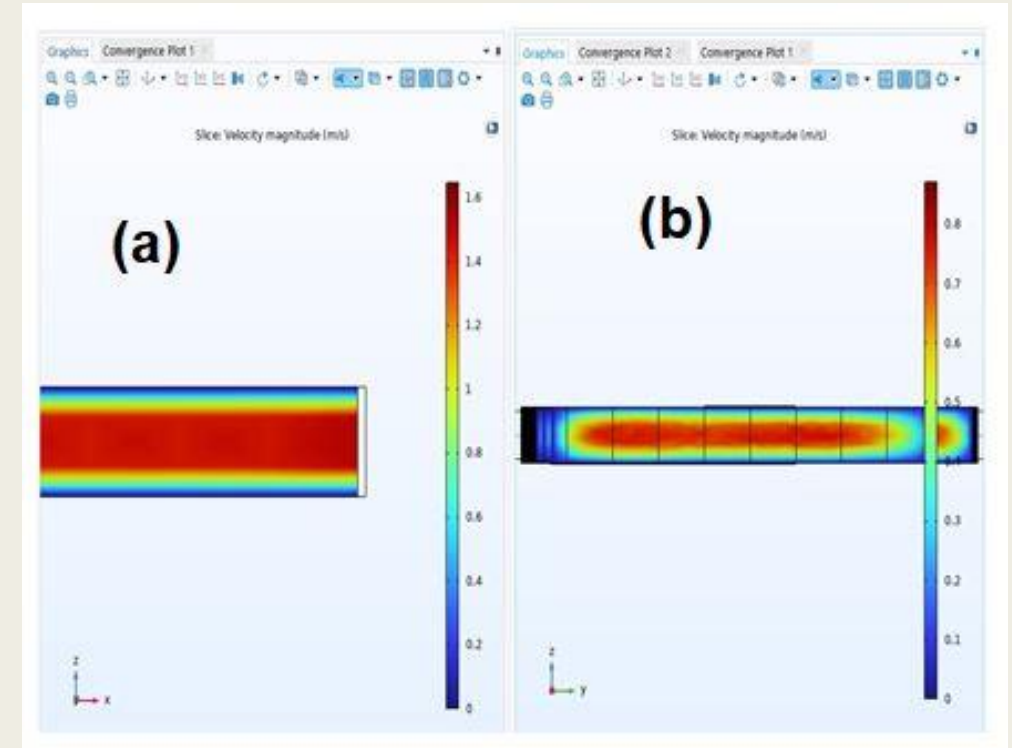 Graphics Convergence Plot 1
Slice: Velocity magnitude (m/s)
(a)
1.6
1.4
1.2
1
0.8
0.6
0.4
0.2
0
z
x
Graphics Convergence Plot 2 Convergence Plot 1
Slice: Velocity magnitude (m/s)
(b)
0.8
0.7
0.6
0.5
0.4
0.3
0.2
0.1
0
z
y